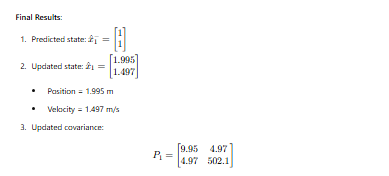 Final Results:
1. Predicted state: x̂₁⁻ = [1
1]
2. Updated state: x̂₁ = [1.995
1.497]
• Position = 1.995 m
• Velocity = 1.497 m/s
3. Updated covariance:
P₁ = [9.95 4.97
4.97 502.1]